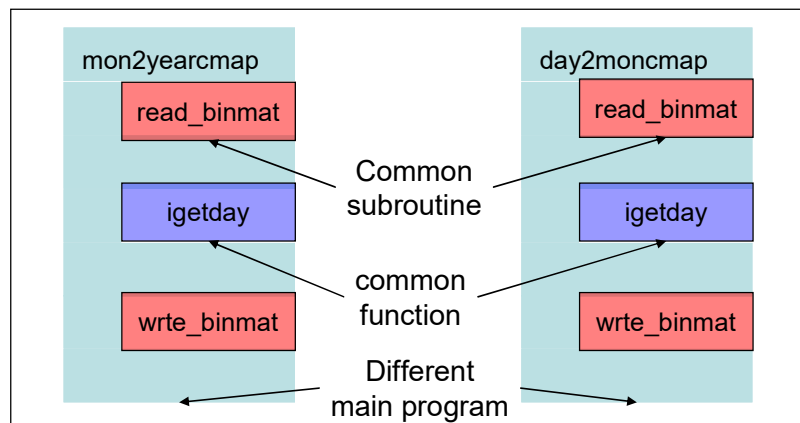 mon2yearcmap
day2moncmap
read_binmat
read_binmat
Common
subroutine
igetday
igetday
common
function
wrte_binmat
wrte_binmat
Different
main program